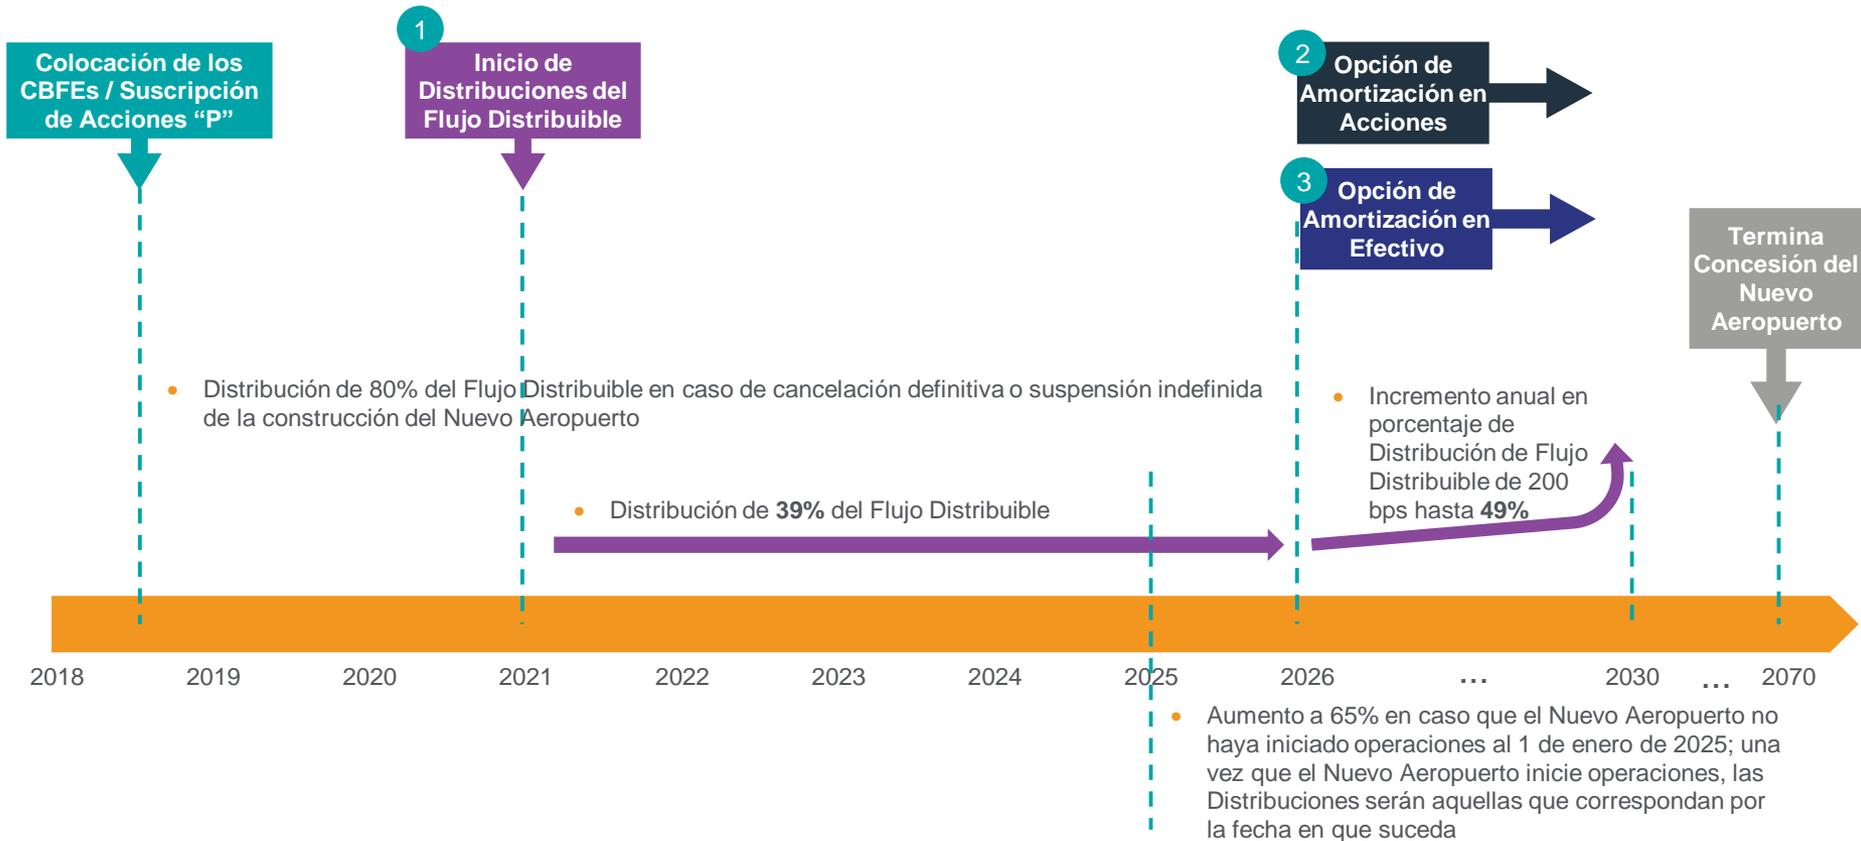 1
Colocación de los
CBFEs / Suscripción
de Acciones “P”
Inicio de
Distribuciones del
Flujo Distribuible
2
Opción de
Amortización en
Acciones
3
Opción de
Amortización en
Efectivo
Termina
Concesión del
Nuevo
Aeropuerto
• Distribución de 80% del Flujo Distribuible en caso de cancelación definitiva o suspensión indefinida
de la construcción del Nuevo Aeropuerto
• Incremento anual en
porcentaje de
Distribución de Flujo
Distribuible de 200
bps hasta 49%
• Distribución de 39% del Flujo Distribuible
2018 2019 2020 2021 2022 2023 2024 2025 2026 ... 2030 ... 2070
• Aumento a 65% en caso que el Nuevo Aeropuerto no
haya iniciado operaciones al 1 de enero de 2025; una
vez que el Nuevo Aeropuerto inicie operaciones, las
Distribuciones serán aquellas que correspondan por
la fecha en que suceda